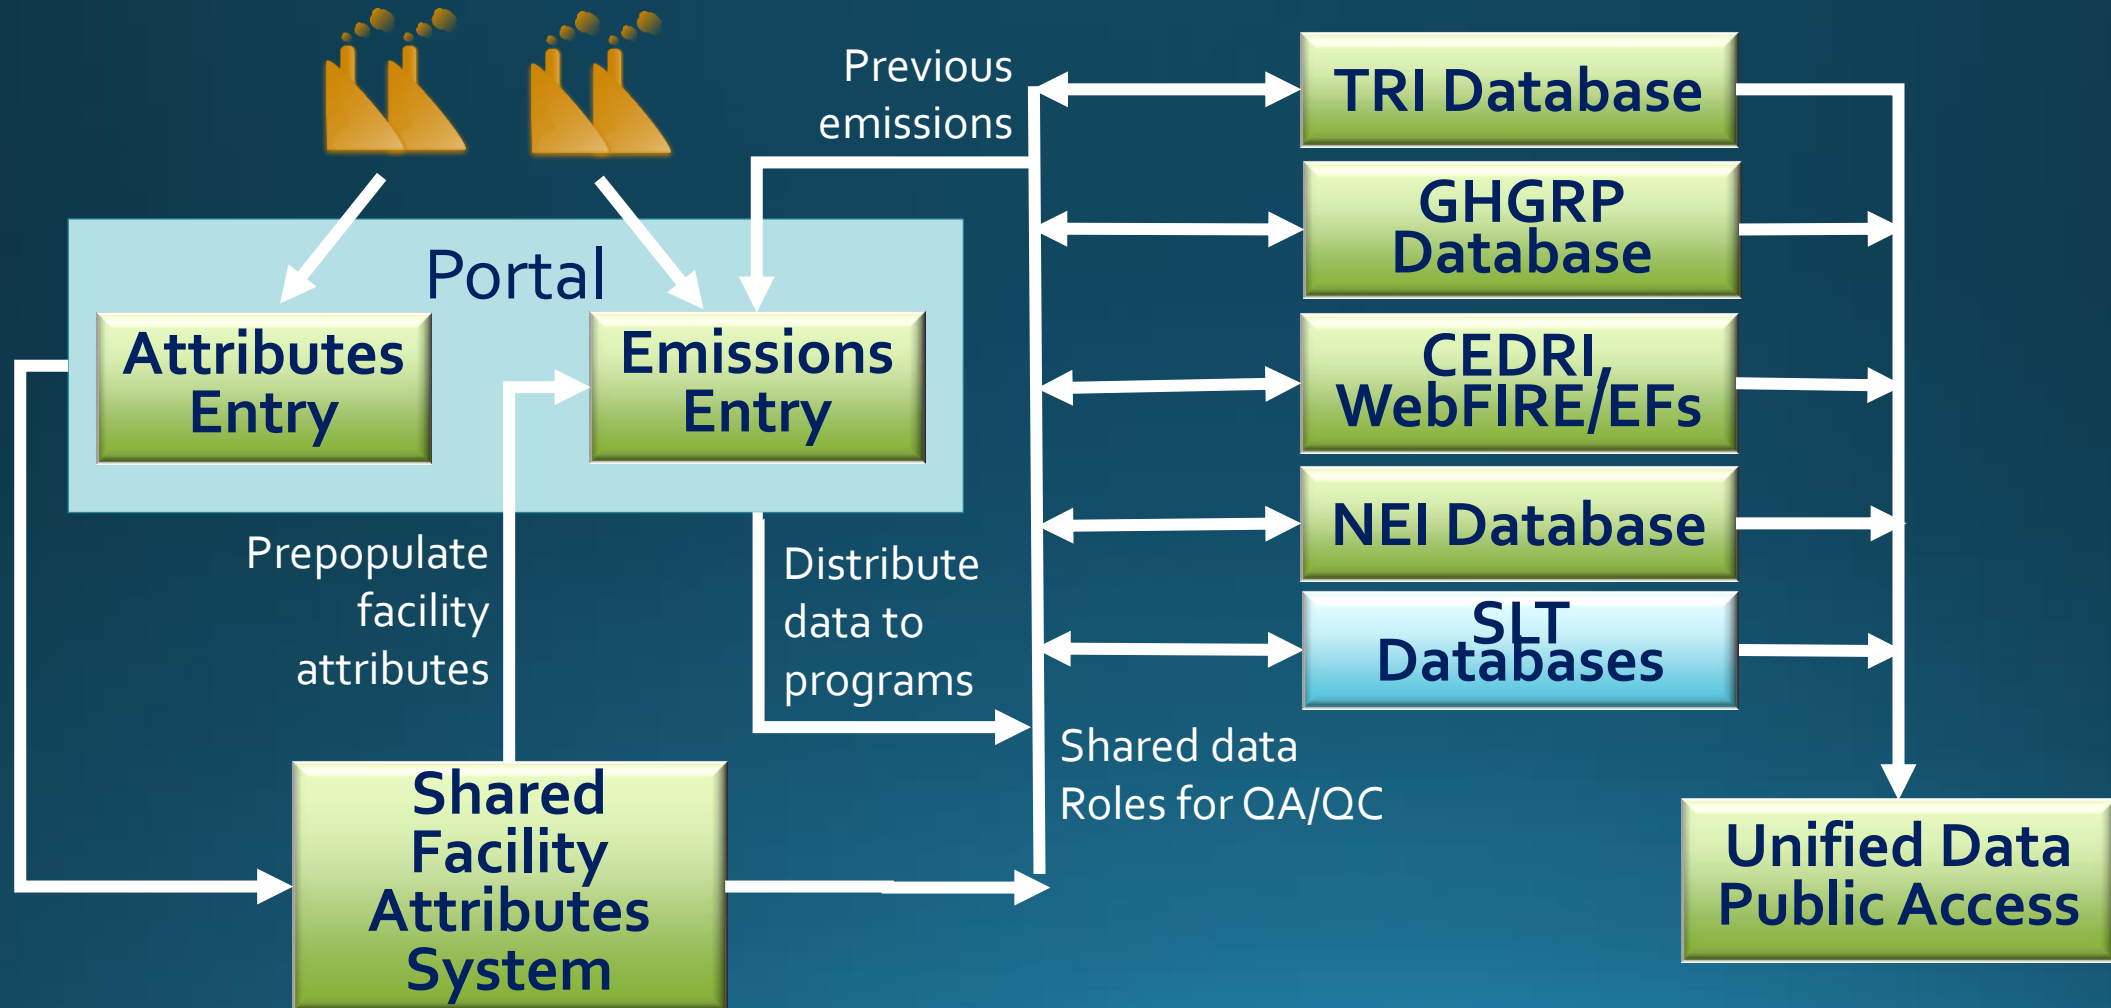 Previous
emissions
Portal
Attributes
Entry
Emissions
Entry
Prepopulate
facility
attributes
Distribute
data to
programs
Shared
Facility
Attributes
System
Shared data
Roles for QA/QC
TRI Database
GHGRP
Database
CEDRI,
WebFIRE/EFs
NEI Database
SLT
Databases
Unified Data
Public Access